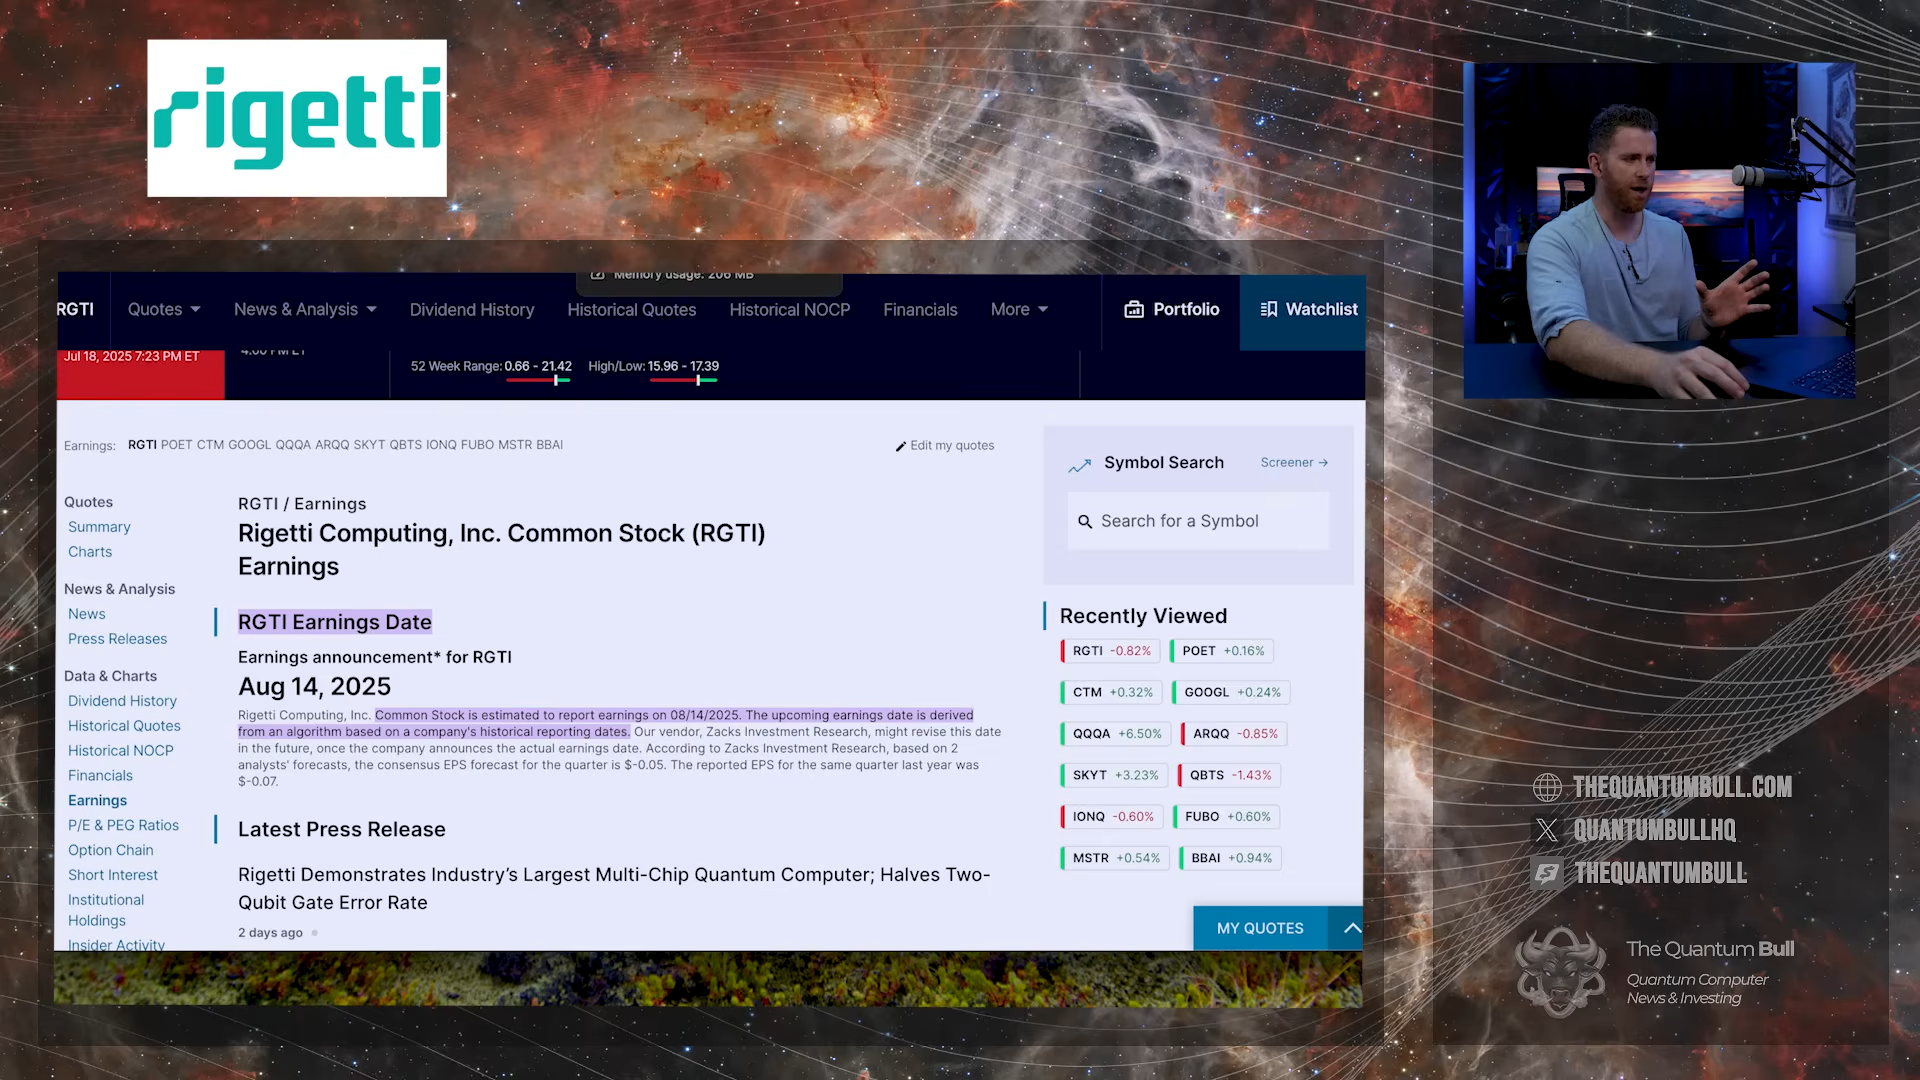 rigetti
Memory usage: 206 MB
RGTI
Quotes
News & Analysis
Dividend History
Historical Quotes
Historical NOCP
Financials
More
Portfolio
Watchlist
Jul 18, 2025 7:23 PM ET
4:00 PM ET
52 Week Range: 0.66 - 21.42
High/Low: 15.96 - 17.39
Earnings: RGTI POET CTM GOOGL QQQA ARQQ SKYT QBTS IONQ FUBO MSTR BBAI
Edit my quotes
Quotes
Summary
Charts
News & Analysis
News
Press Releases
Data & Charts
Dividend History
Historical Quotes
Historical NOCP
Financials
Earnings
P/E & PEG Ratios
Option Chain
Short Interest
Institutional
Holdings
Insider Activity
RGTI / Earnings
Rigetti Computing, Inc. Common Stock (RGTI)
Earnings
RGTI Earnings Date
Earnings announcement* for RGTI
Aug 14, 2025
Rigetti Computing, Inc. Common Stock is estimated to report earnings on 08/14/2025. The upcoming earnings date is derived
from an algorithm based on a company's historical reporting dates. Our vendor, Zacks Investment Research, might revise this date
in the future, once the company announces the actual earnings date. According to Zacks Investment Research, based on 2
analysts' forecasts, the consensus EPS forecast for the quarter is $-0.05. The reported EPS for the same quarter last year was
$-0.07.
Latest Press Release
Rigetti Demonstrates Industry’s Largest Multi-Chip Quantum Computer; Halves Two-
Qubit Gate Error Rate
2 days ago
Symbol Search
Screener →
Search for a Symbol
Recently Viewed
RGTI -0.82%
POET +0.16%
CTM +0.32%
GOOGL +0.24%
QQQA +6.50%
ARQQ -0.85%
SKYT +3.23%
QBTS -1.43%
IONQ -0.60%
FUBO +0.60%
MSTR +0.54%
BBAI +0.94%
MY QUOTES
THEQUANTUMBULL.COM
QUANTUMBULLHQ
THEQUANTUMBULL
The Quantum Bull
Quantum Computer
News & Investing